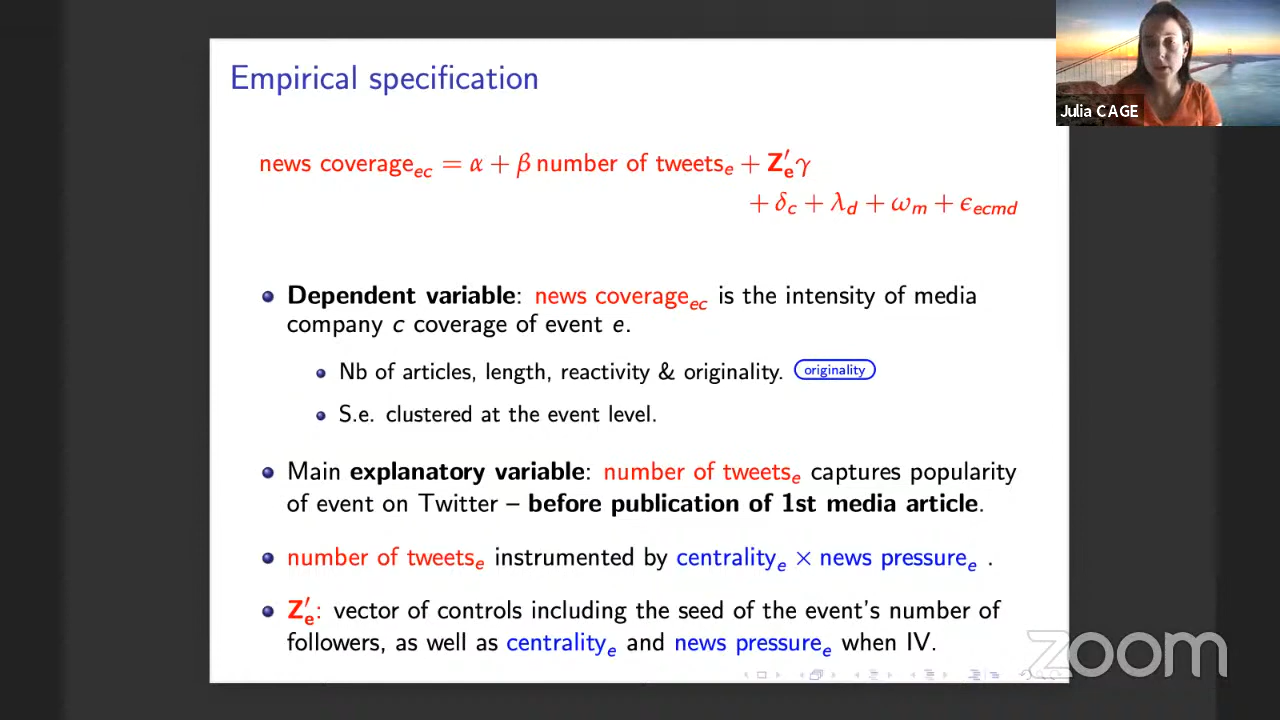 Empirical specification
news coverage_ec = α + β number of tweets_e + Z′_e γ
+ δ_c + λ_d + ω_m + ϵ_ecmd
Dependent variable: news coverage_ec is the intensity of media
company c coverage of event e.
Nb of articles, length, reactivity & originality. originality
S.e. clustered at the event level.
Main explanatory variable: number of tweets_e captures popularity
of event on Twitter – before publication of 1st media article.
number of tweets_e instrumented by centrality_e × news pressure_e .
Z′_e: vector of controls including the seed of the event's number of
followers, as well as centrality_e and news pressure_e when IV.
Julia CAGE
zoom